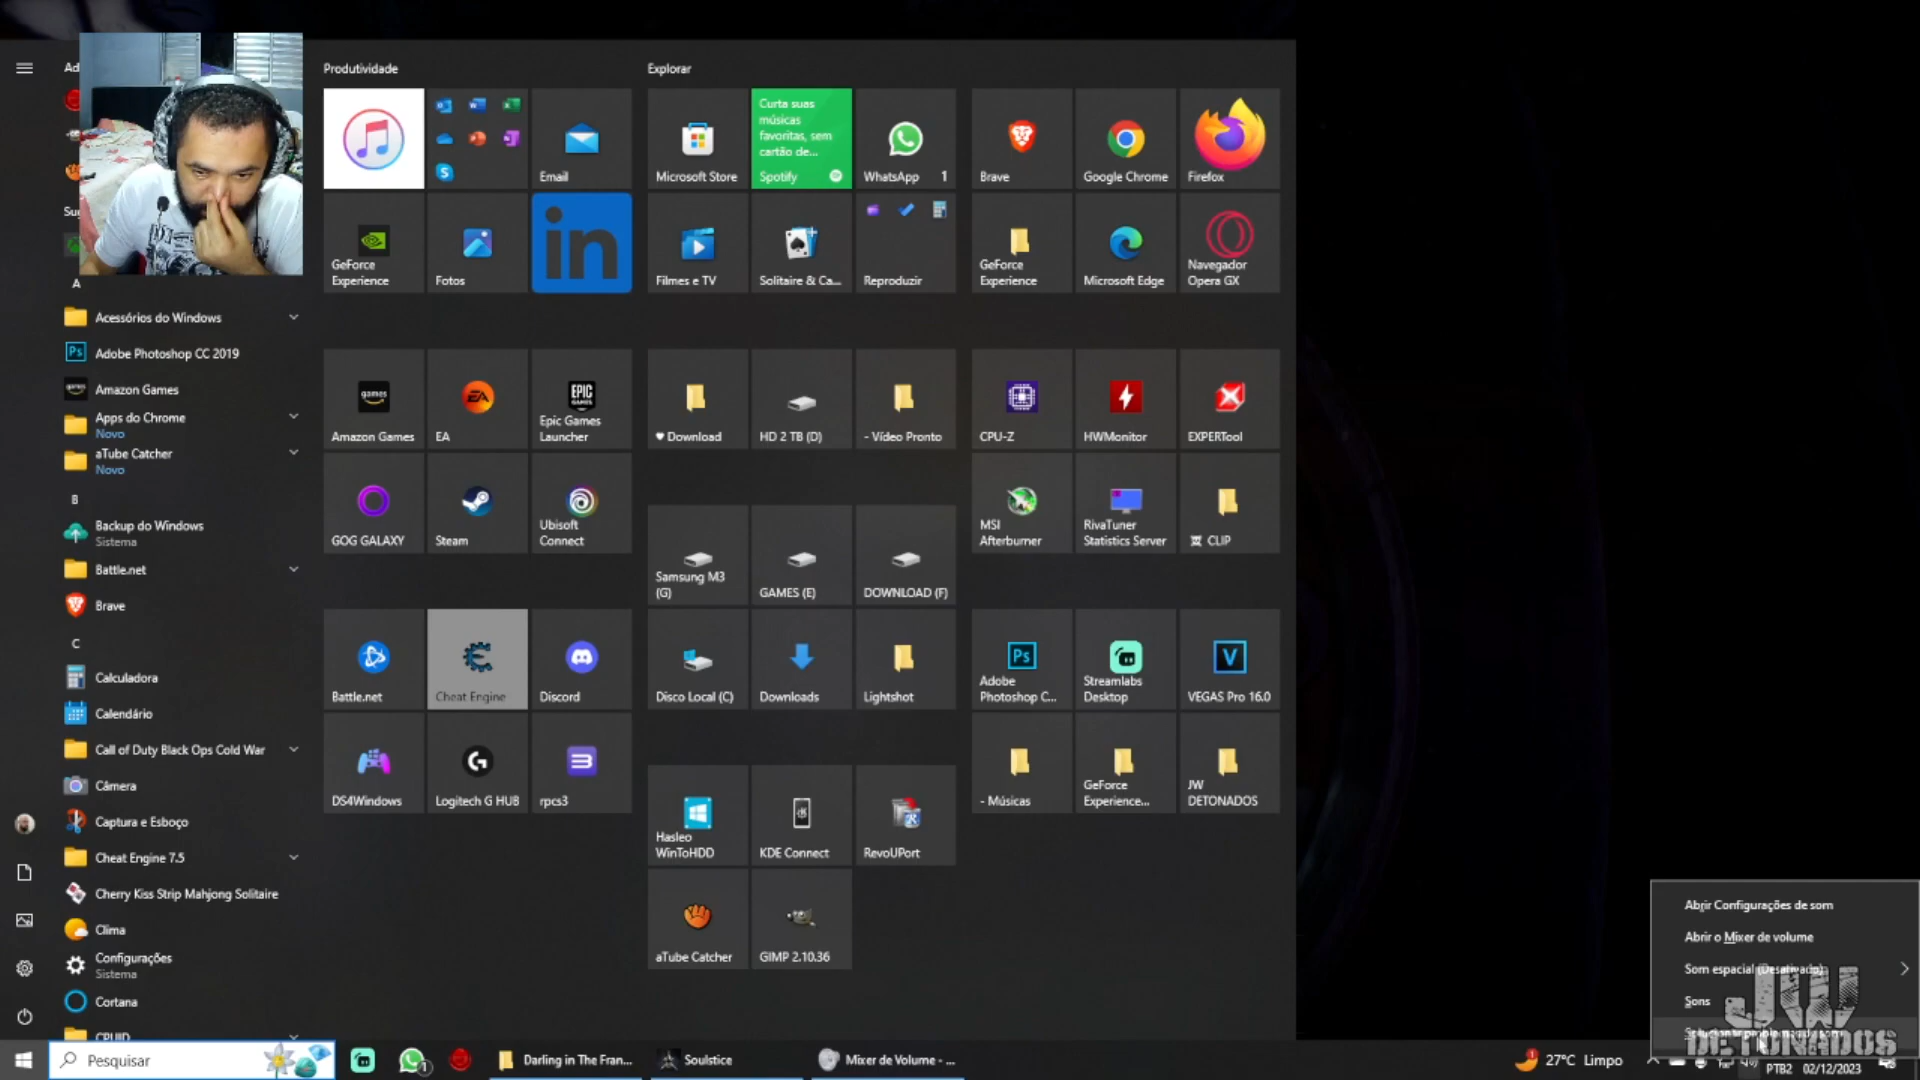 Produtividade
Explorar
Email
Microsoft Store
Curta suas
músicas
favoritas, sem
cartão de...
Spotify
WhatsApp 1
Brave
Google Chrome
Firefox
GeForce
Experience
Fotos
in
Filmes e TV
Solitaire & Ca...
Reproduzir
GeForce
Experience
Microsoft Edge
Navegador
Opera GX
A
Acessórios do Windows
Adobe Photoshop CC 2019
Amazon Games
Apps do Chrome
Novo
aTube Catcher
Novo
B
Backup do Windows
Sistema
Battle.net
Brave
C
Calculadora
Calendário
Call of Duty Black Ops Cold War
Câmera
Captura e Esboço
Cheat Engine 7.5
Cherry Kiss Strip Mahjong Solitaire
Clima
Configurações
Sistema
Cortana
CPUID
Amazon Games
EA
Epic Games
Launcher
♥ Download
HD 2 TB (D)
- Vídeo Pronto
CPU-Z
HWMonitor
EXPERTool
GOG GALAXY
Steam
Ubisoft
Connect
MSI
Afterburner
RivaTuner
Statistics Server
CLIP
Samsung M3
(G)
GAMES (E)
DOWNLOAD (F)
Battle.net
Cheat Engine
Discord
Disco Local (C)
Downloads
Lightshot
Adobe
Photoshop C...
Streamlabs
Desktop
VEGAS Pro 16.0
DS4Windows
Logitech G HUB
rpcs3
- Músicas
GeForce
Experience...
JW
DETONADOS
Hasleo
WinToHDD
KDE Connect
RevoUPort
aTube Catcher
GIMP 2.10.36
Abrir Configurações de som
Abrir o Mixer de volume
Som espacial (Desativado)
Sons
JW
DETONADOS
Pesquisar
Darling in The Fran...
Soulstice
Mixer de Volume - ...
27°C Limpo
PTB2 02/12/2023